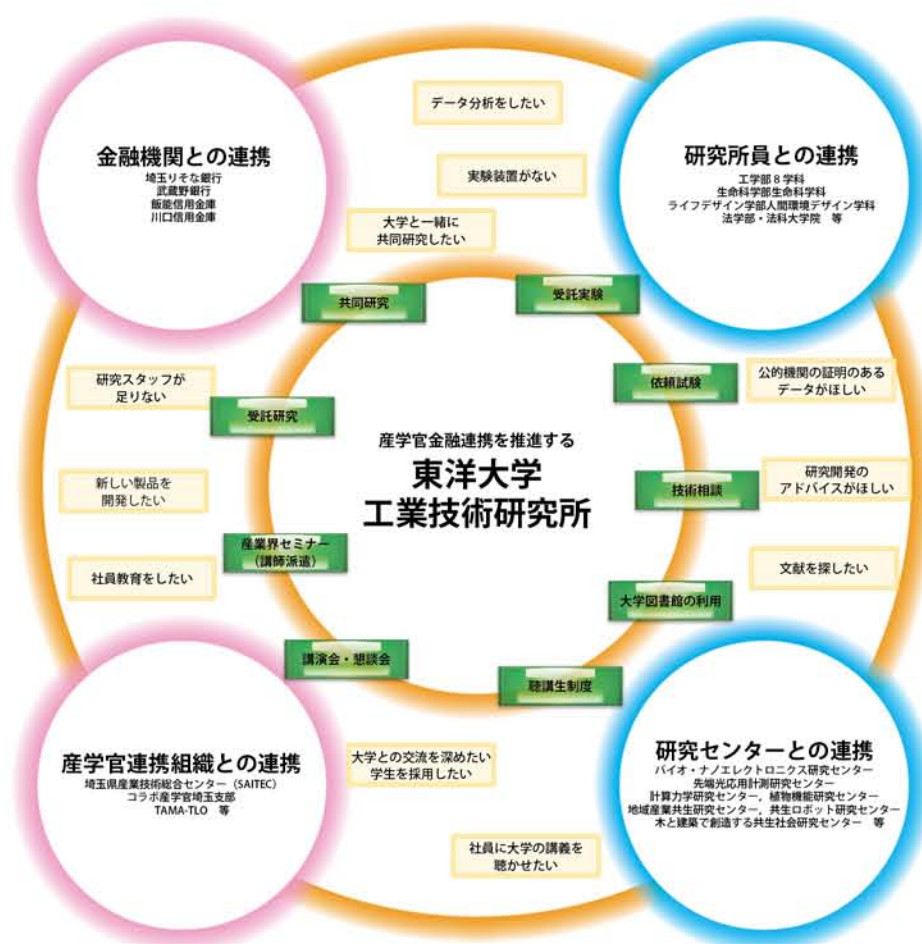 データ分析をしたい
金融機関との連携
埼玉りそな銀行
武蔵野銀行
飯能信用金庫
川口信用金庫
研究所員との連携
工学部8学科
生命科学部生命科学科
ライフデザイン学部人間環境デザイン学科
法学部・法科大学院 等
実験装置がない
大学と一緒に
共同研究したい
共同研究
受託実験
研究スタッフが
足りない
受託研究
依頼試験
公的機関の証明のある
データがほしい
産学官金融連携を推進する
東洋大学
工業技術研究所
新しい製品を
開発したい
技術相談
研究開発の
アドバイスがほしい
産業界セミナー
(講師派遣)
社員教育をしたい
文献を探したい
大学図書館の利用
講演会・懇談会
聴講生制度
産学官連携組織との連携
埼玉県産業技術総合センター(SAITEC)
コラボ産学官埼玉支部
TAMA-TLO 等
大学との交流を深めたい
学生を採用したい
研究センターとの連携
バイオ・ナノエレクトロニクス研究センター
先端光応用計測研究センター
計算力学研究センター,植物機能研究センター
地域産業共生研究センター,共生ロボット研究センター
木と建築で創造する共生社会研究センター 等
社員に大学の講義を
聴かせたい